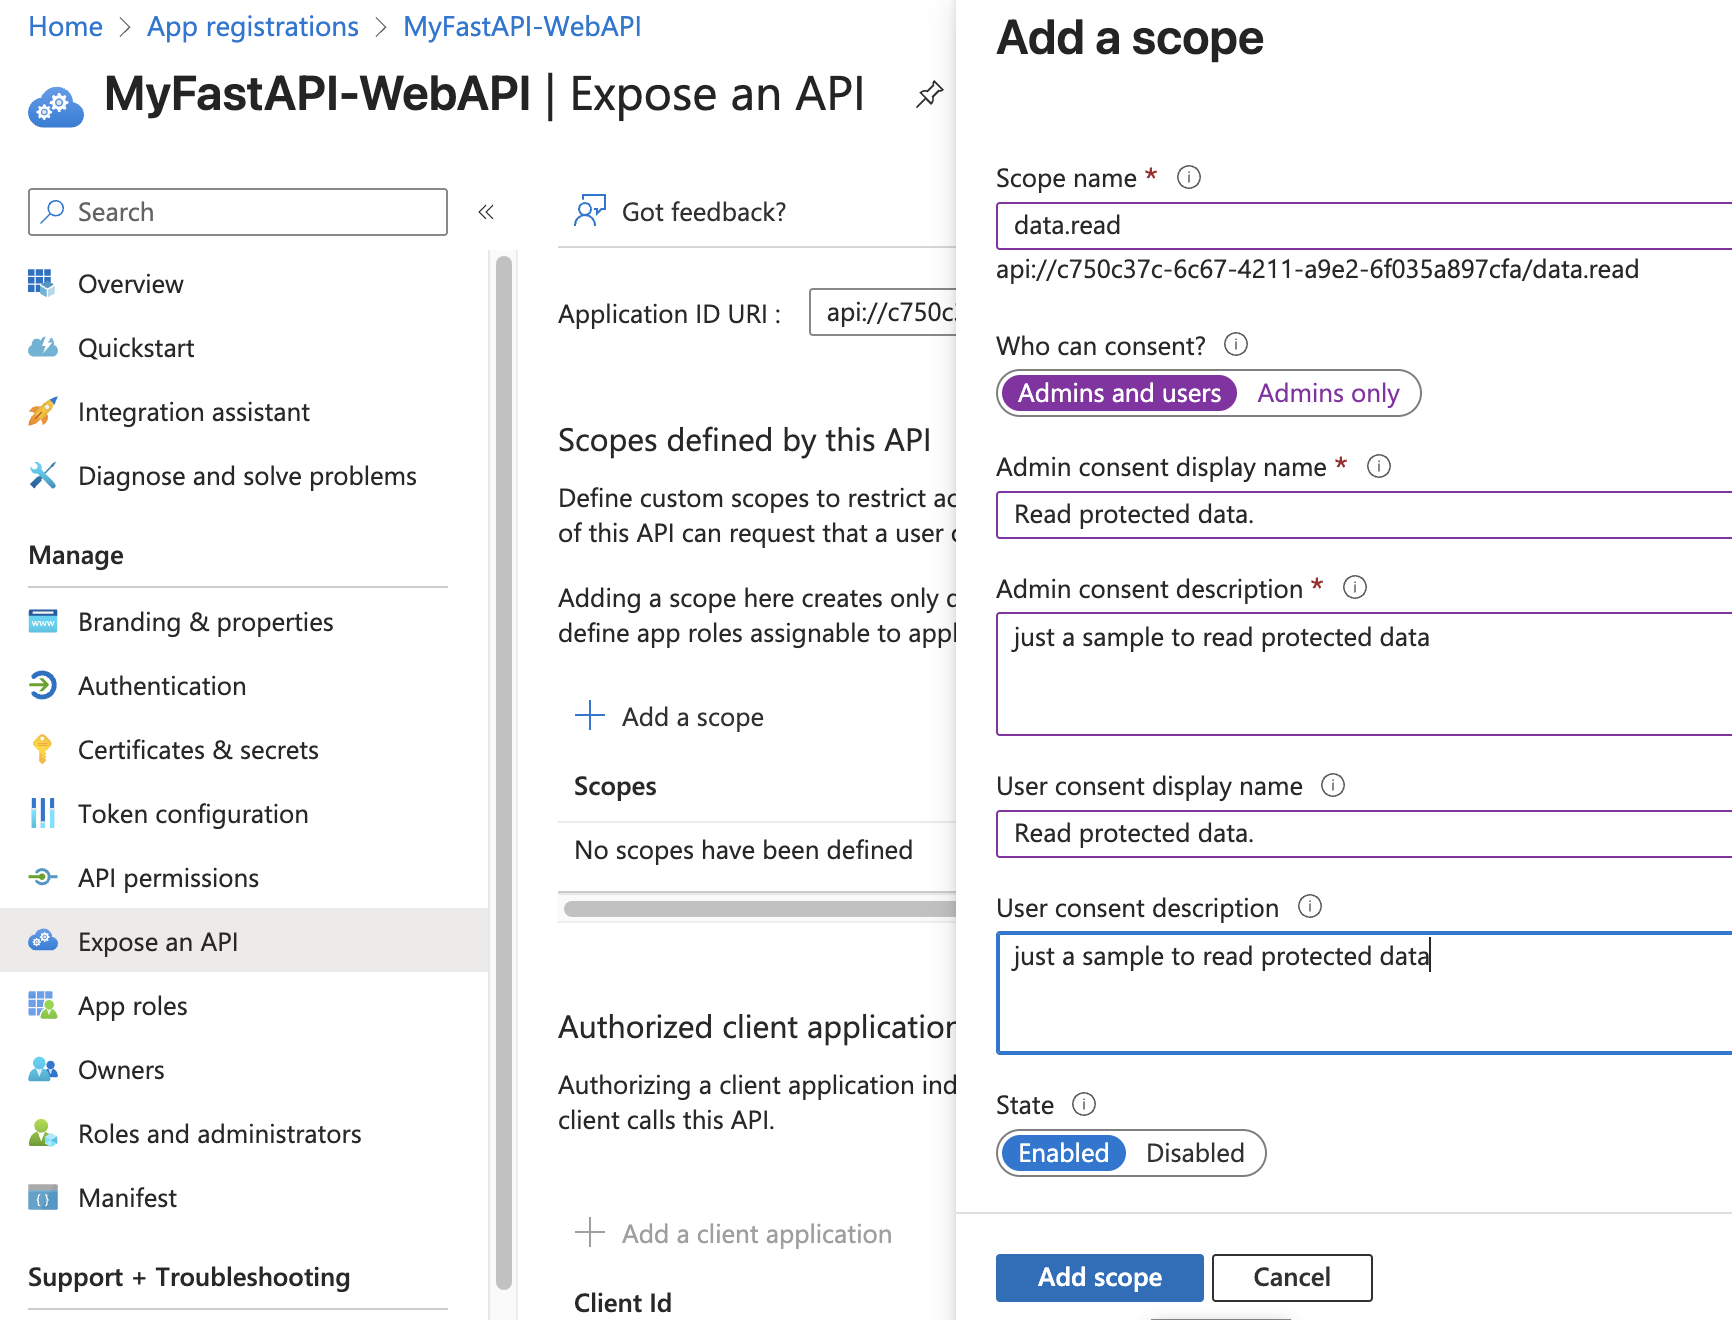 Home > App registrations > MyFastAPI-WebAPI
MyFastAPI-WebAPI | Expose an API
Search
«
Overview
Quickstart
Integration assistant
Diagnose and solve problems
Manage
Branding & properties
Authentication
Certificates & secrets
Token configuration
API permissions
Expose an API
App roles
Owners
Roles and administrators
Manifest
Support + Troubleshooting
Got feedback?
Application ID URI :
api://c750c
Scopes defined by this API
Define custom scopes to restrict
of this API can request that a user
Adding a scope here creates only
define app roles assignable to
Add a scope
Scopes
No scopes have been defined
Authorized client application
Authorizing a client application
client calls this API.
Add a client application
Client Id
Add a scope
Scope name *
data.read
api://c750c37c-6c67-4211-a9e2-6f035a897cfa/data.read
Who can consent?
Admins and users Admins only
Admin consent display name *
Read protected data.
Admin consent description *
just a sample to read protected data
User consent display name
Read protected data.
User consent description
just a sample to read protected data
State
Enabled Disabled
Add scope Cancel